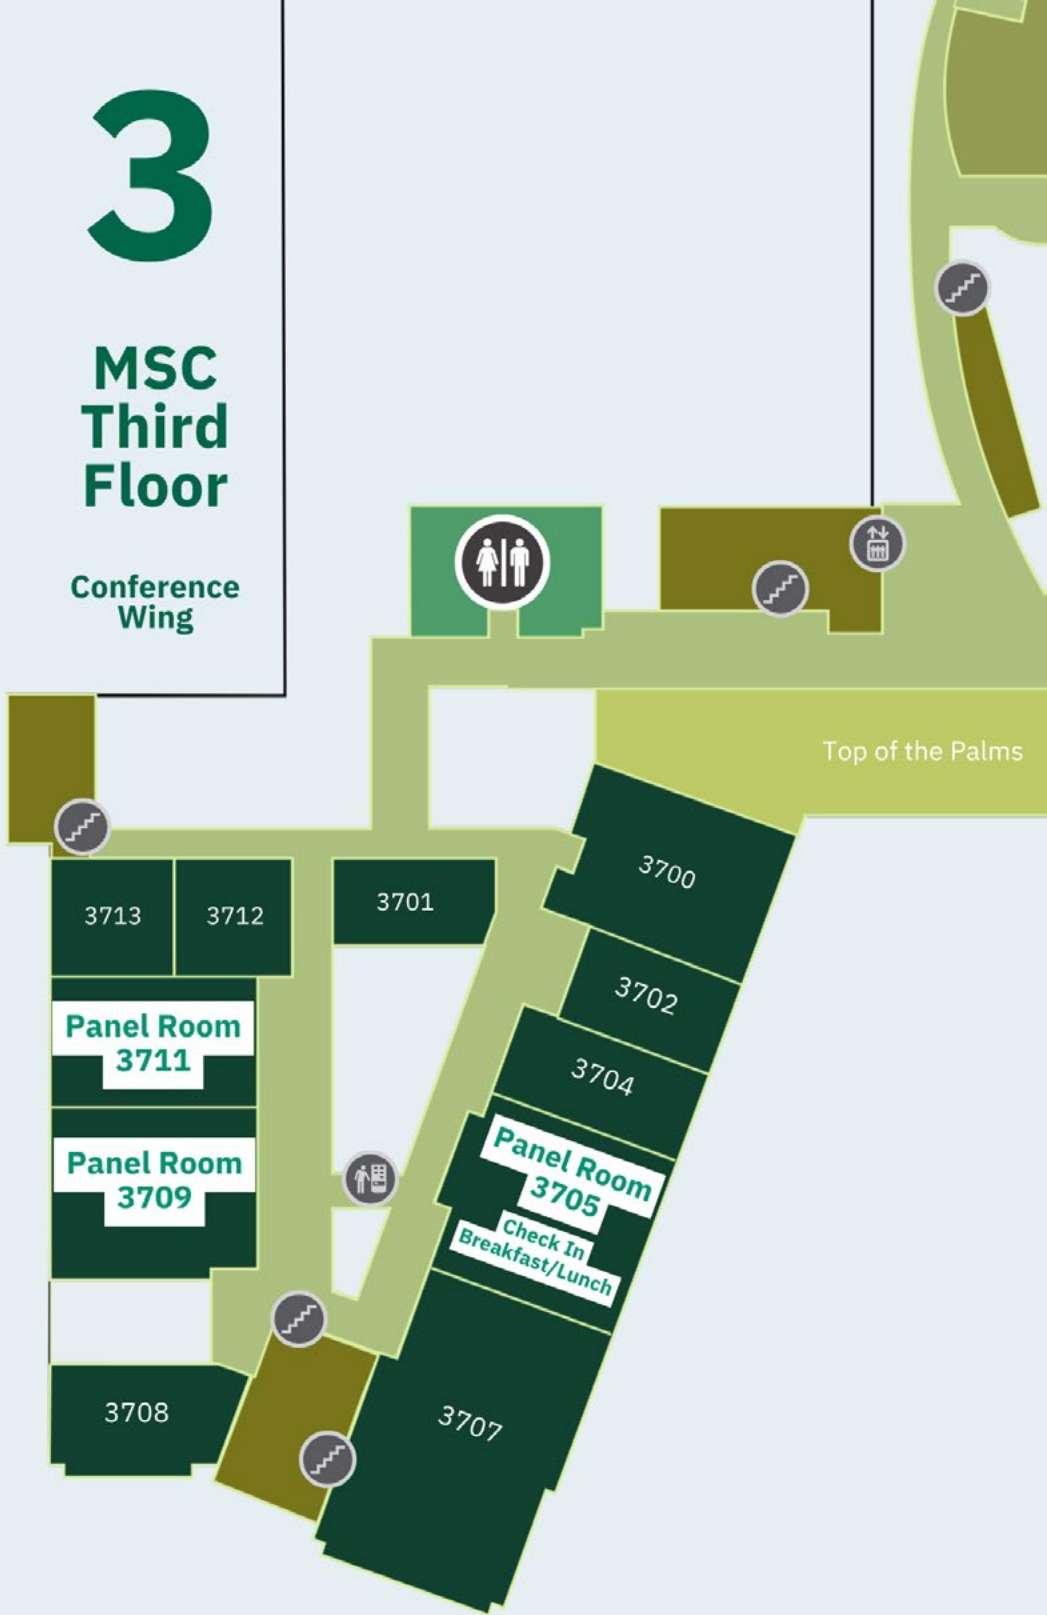 3
MSC
Third
Floor
Conference
Wing
Top of the Palms
3700
3713
3712
3701
3702
Panel Room
3711
3704
Panel Room
3709
Panel Room
3705
Check In
Breakfast/Lunch
3708
3707